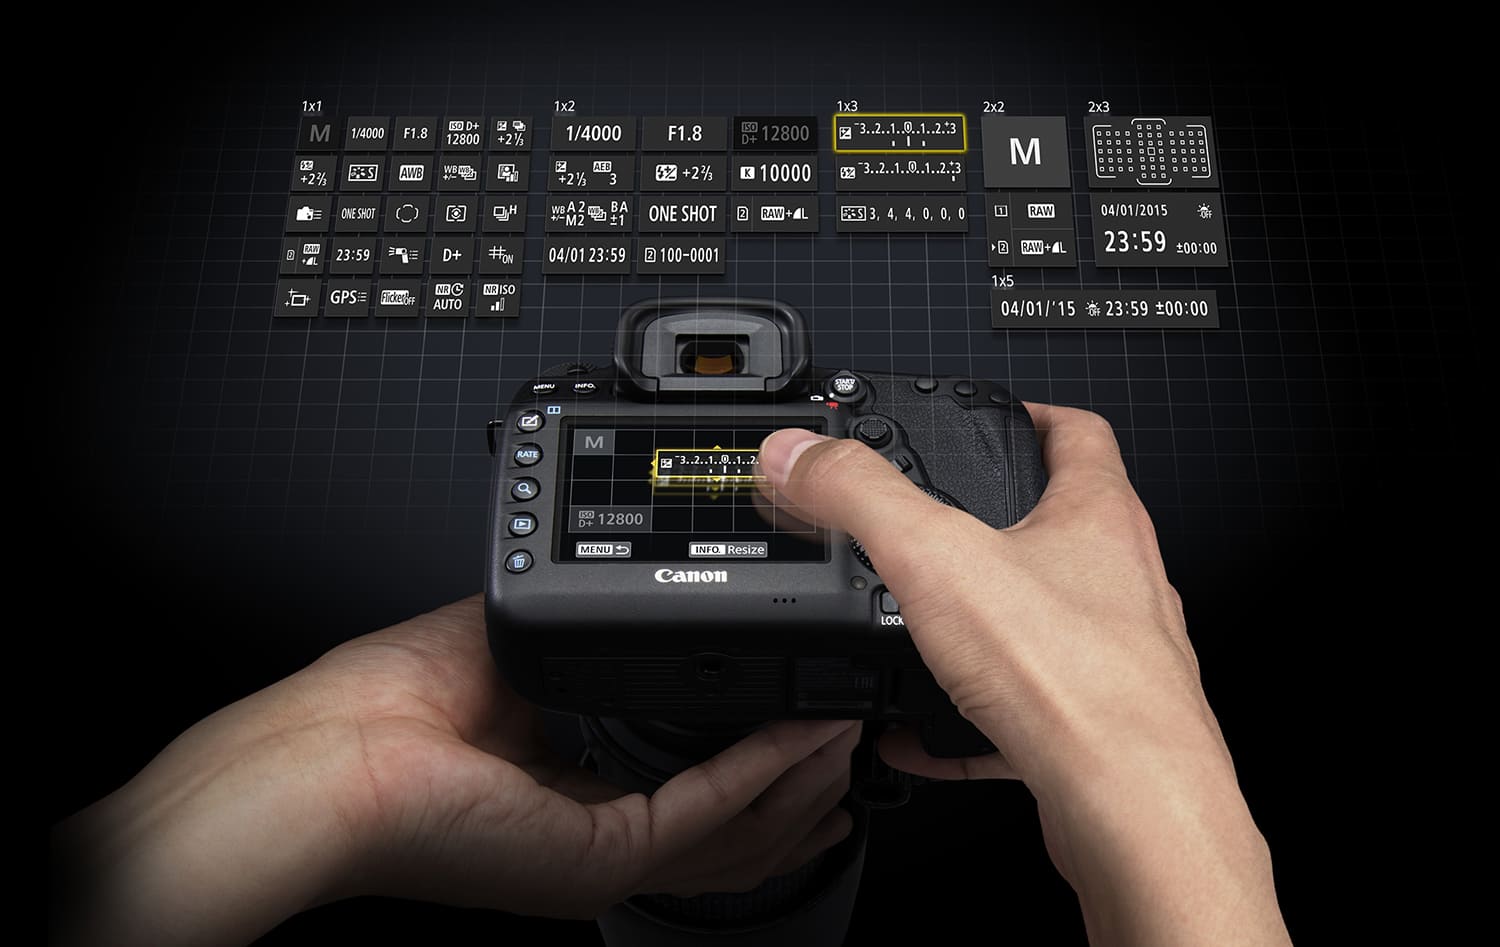 1x1
M 1/4000 F1.8 ISO D+ 12800 +2⅓
+2⅔ S AWB WB +/-
ONE SHOT H
2 RAW+L 23:59 D+ #ON
GPS Flicker OFF NR AUTO NR ISO
1x2
1/4000 F1.8 ISO D+ 12800
+2⅓ AEB 3 +2⅔ K 10000
WB +/- A2 M2 BA ±1 ONE SHOT 2 RAW+L
04/01 23:59 2 100-0001
1x3
-3..2..1..0..1..2.+3
-3..2..1..0..1..2.+3
S 3, 4, 4, 0, 0, 0
2x2
M
1 RAW
2 RAW+L
2x3
04/01/2015 OFF
23:59 ±00:00
1x5
04/01/'15 OFF 23:59 ±00:00
MENU INFO. START/STOP
RATE
M
-3..2..1..0..1..2.
ISO D+ 12800
MENU INFO. Resize
Canon
LOCK